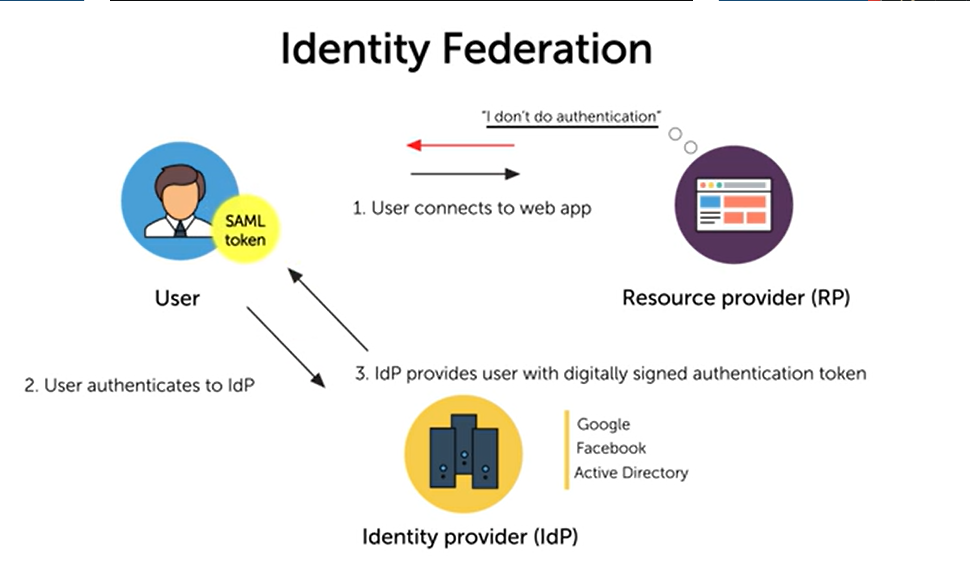 Identity Federation
"I don't do authentication"
1. User connects to web app
SAML
token
User
Resource provider (RP)
2. User authenticates to IdP
3. IdP provides user with digitally signed authentication token
Google
Facebook
Active Directory
Identity provider (IdP)